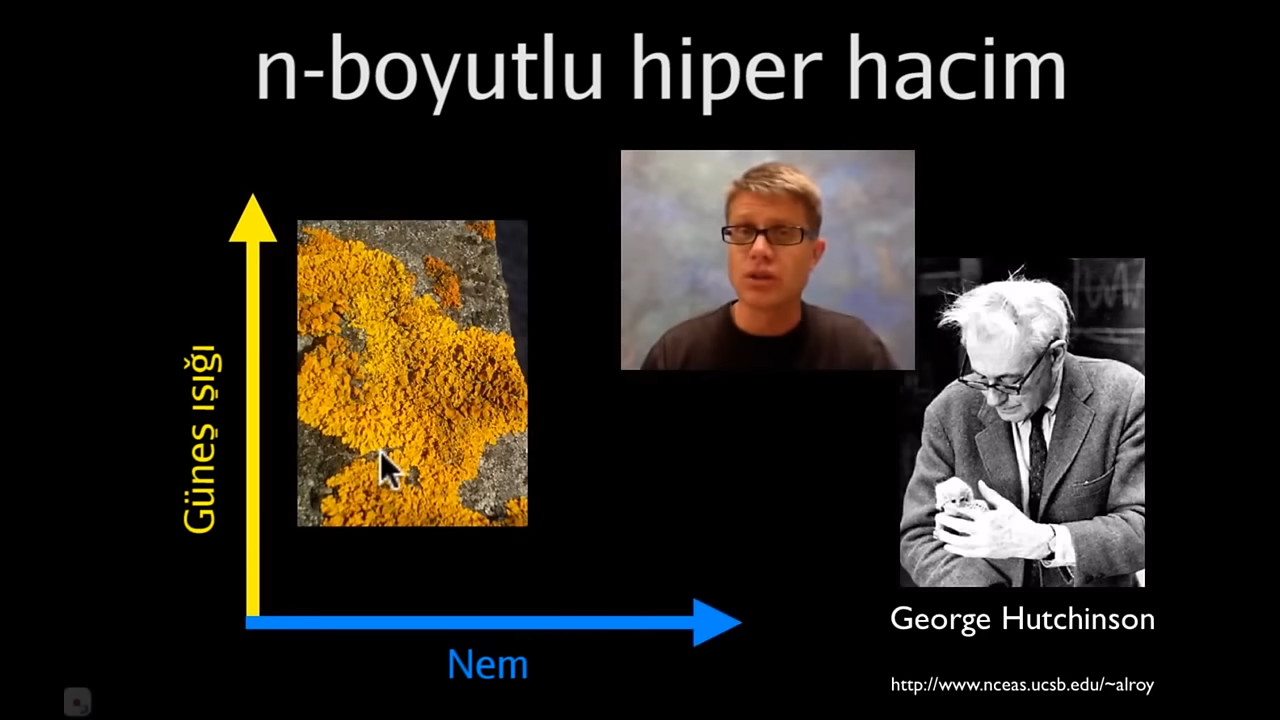 n-boyutlu hiper hacim
Güneş ışığı
Nem
George Hutchinson
http://www.nceas.ucsb.edu/~alroy